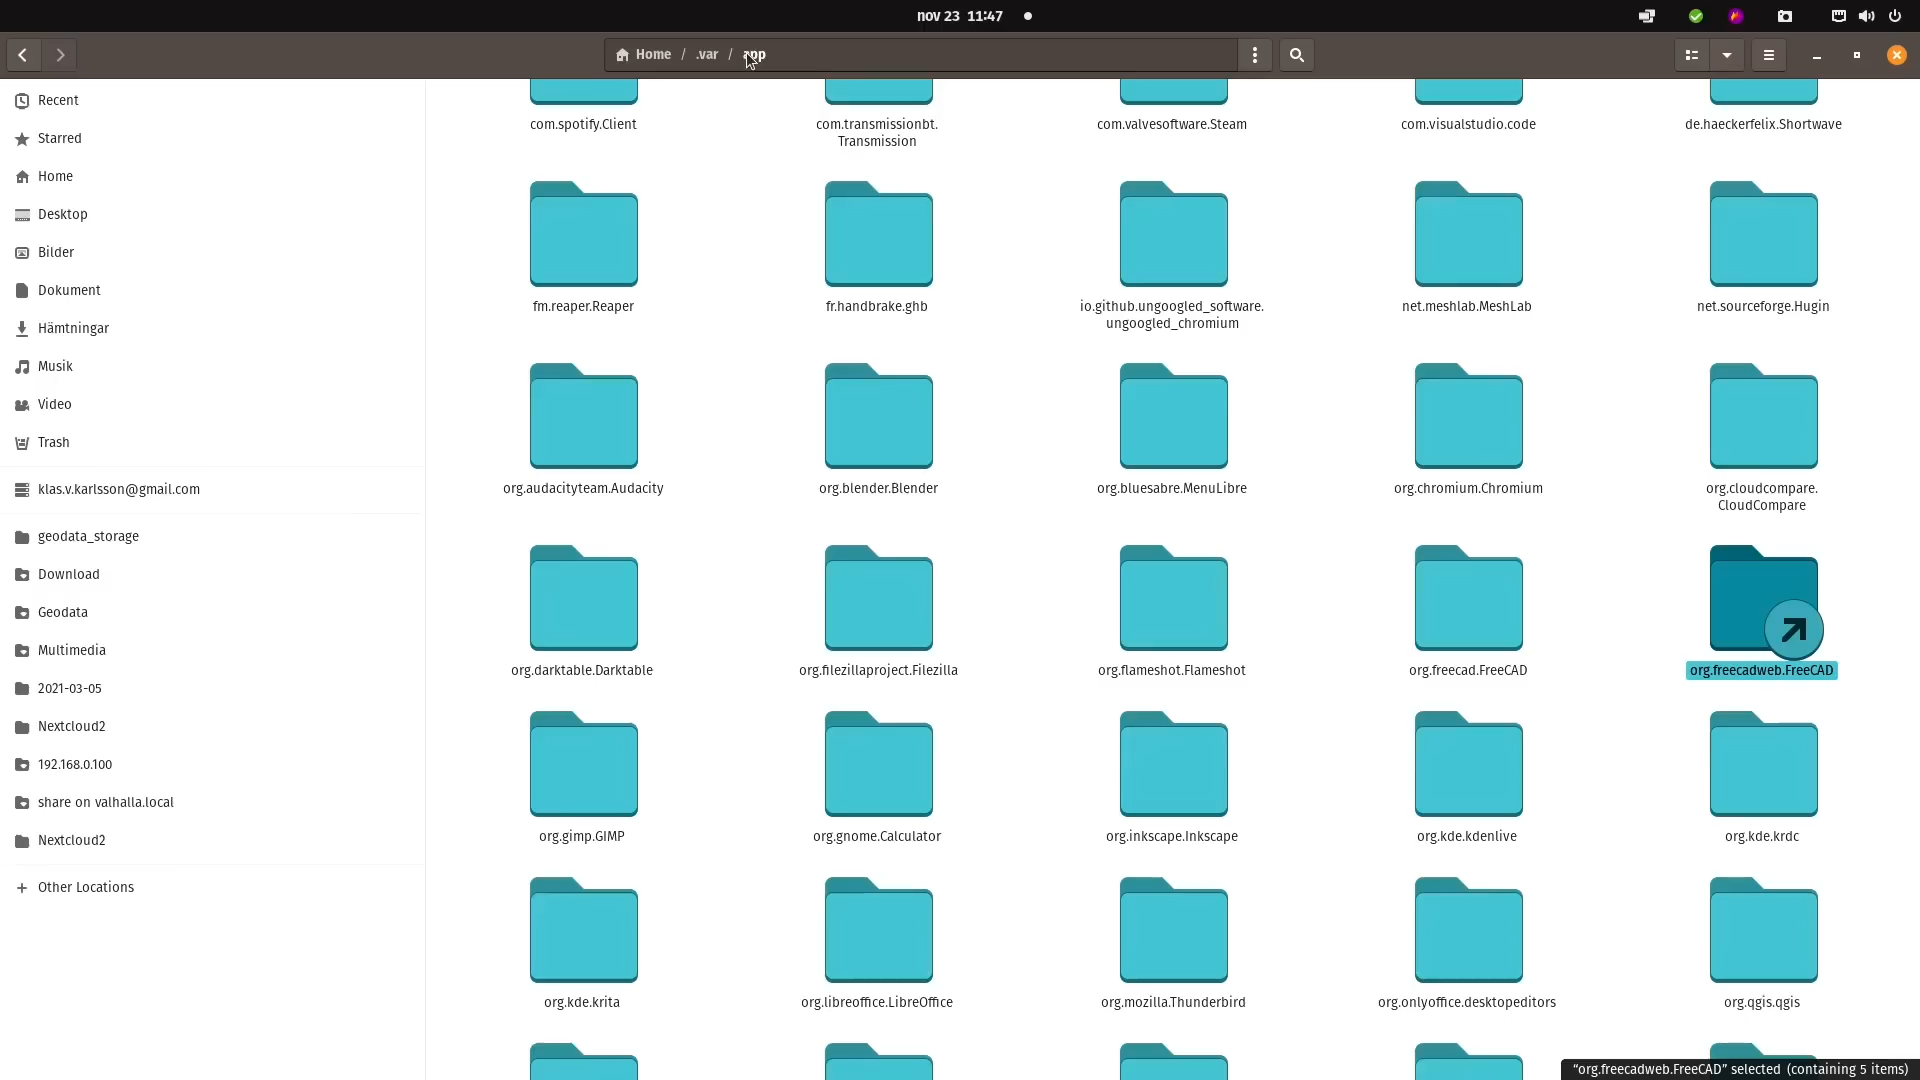 nov 23 11:47
Home / .var / app
Recent
Starred
Home
Desktop
Bilder
Dokument
Hämtningar
Musik
Video
Trash
klas.v.karlsson@gmail.com
geodata_storage
Download
Geodata
Multimedia
2021-03-05
Nextcloud2
192.168.0.100
share on valhalla.local
Nextcloud2
Other Locations
com.spotify.Client
com.transmissionbt.
Transmission
com.valvesoftware.Steam
com.visualstudio.code
de.haeckerfelix.Shortwave
fm.reaper.Reaper
fr.handbrake.ghb
io.github.ungoogled_software.
ungoogled_chromium
net.meshlab.MeshLab
net.sourceforge.Hugin
org.audacityteam.Audacity
org.blender.Blender
org.bluesabre.MenuLibre
org.chromium.Chromium
org.cloudcompare.
CloudCompare
org.darktable.Darktable
org.filezillaproject.Filezilla
org.flameshot.Flameshot
org.freecad.FreeCAD
org.freecadweb.FreeCAD
org.gimp.GIMP
org.gnome.Calculator
org.inkscape.Inkscape
org.kde.kdenlive
org.kde.krdc
org.kde.krita
org.libreoffice.LibreOffice
org.mozilla.Thunderbird
org.onlyoffice.desktopeditors
org.qgis.qgis
“org.freecadweb.FreeCAD” selected (containing 5 items)